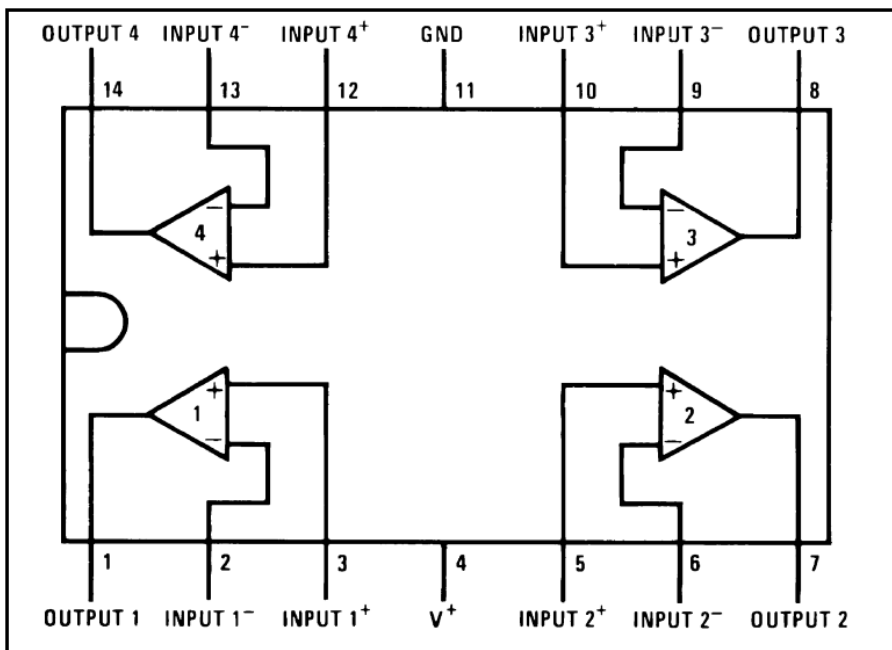 OUTPUT 4 INPUT 4⁻ INPUT 4⁺ GND INPUT 3⁺ INPUT 3⁻ OUTPUT 3
14 13 12 11 10 9 8
− −
4 3
+ +
+ +
1 2
− −
1 2 3 4 5 6 7
OUTPUT 1 INPUT 1⁻ INPUT 1⁺ V⁺ INPUT 2⁺ INPUT 2⁻ OUTPUT 2